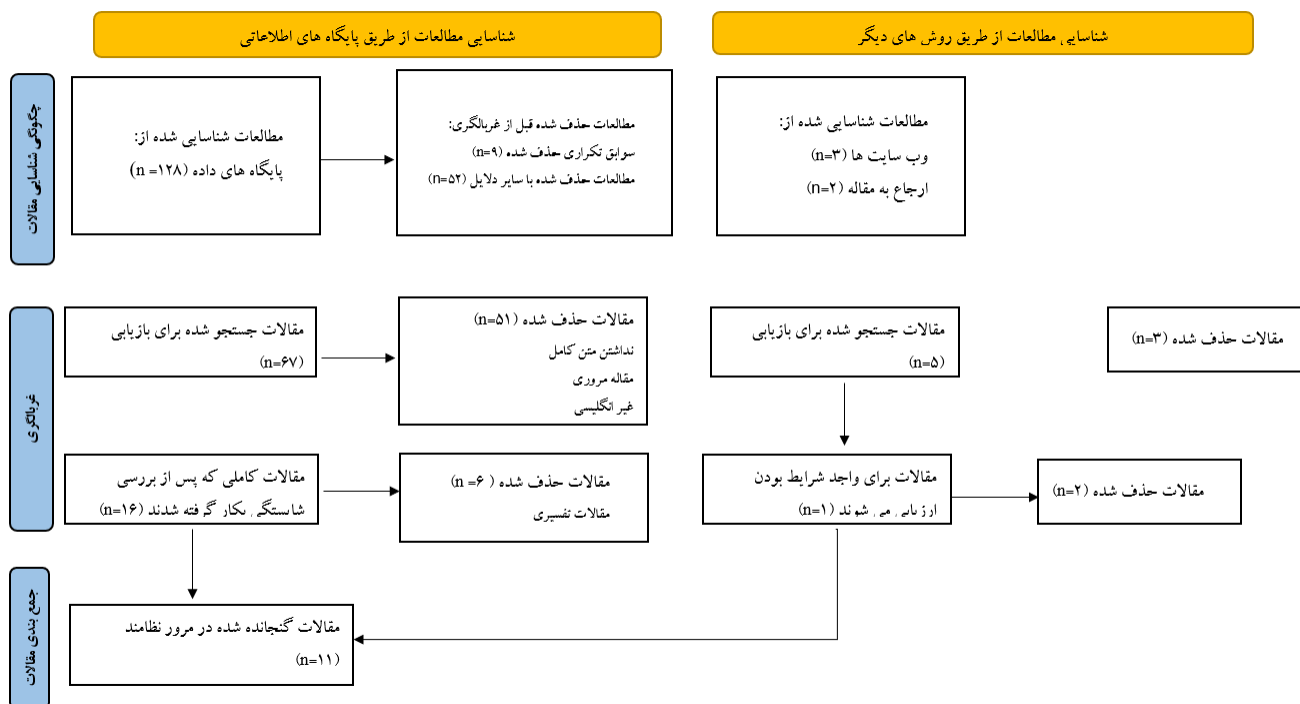 شناسایی مطالعات از طریق پایگاه های اطلاعاتی
شناسایی مطالعات از طریق روش های دیگر
چگونگی شناسایی مقالات
مطالعات شناسایی شده از:
پایگاه های داده (n =۱۲۸)
مطالعات حذف شده قبل از غربالگری:
سوابق تکراری حذف شده (n=۹)
مطالعات حذف شده با سایر دلایل (n=۵۲)
مطالعات شناسایی شده از:
وب سایت ها (n=۳)
ارجاع به مقاله (n=۲)
غربالگری
مقالات جستجو شده برای بازیابی
(n=۶۷)
مقالات حذف شده (n=۵۱)
نداشتن متن کامل
مقاله مروری
غیر انگلیسی
مقالات جستجو شده برای بازیابی
(n=۵)
مقالات حذف شده (n=۳)
مقالات کاملی که پس از بررسی
شایستگی بکار گرفته شدند (n=۱۶)
مقالات حذف شده ( n =۶)
مقالات تفسیری
مقالات برای واجد شرایط بودن
ارزیابی می شوند (n=۱)
مقالات حذف شده (n=۲)
جمع بندی مقالات
مقالات گنجانده شده در مرور نظامند
(n=۱۱)